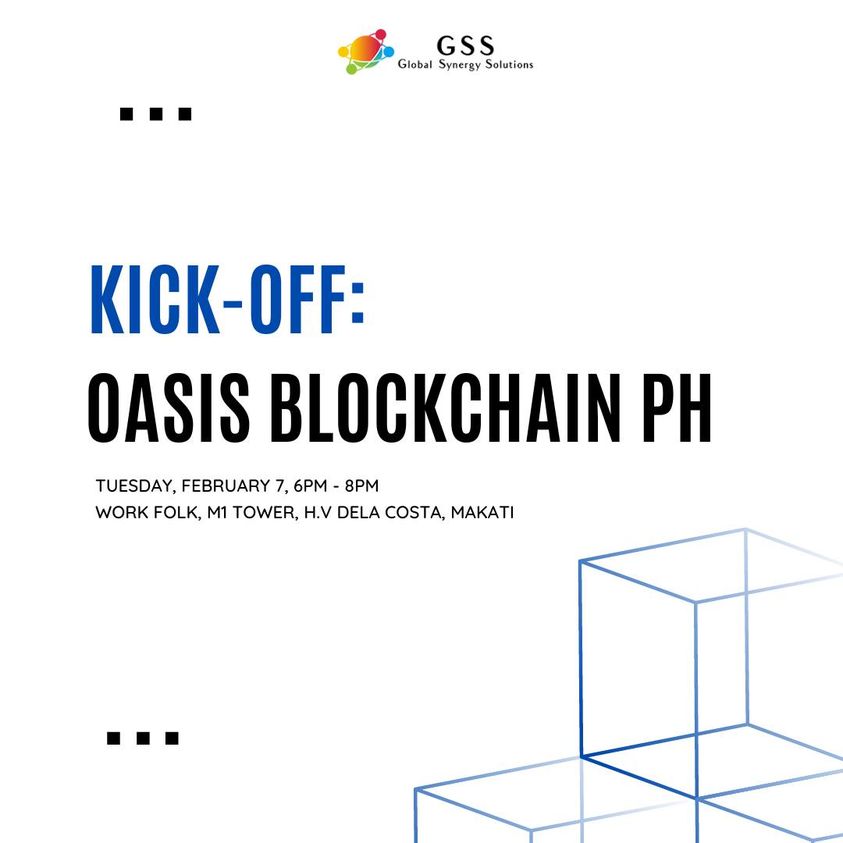 GSS
Global Synergy Solutions
KICK-OFF:
OASIS BLOCKCHAIN PH
TUESDAY, FEBRUARY 7, 6PM - 8PM
WORK FOLK, M1 TOWER, H.V DELA COSTA, MAKATI